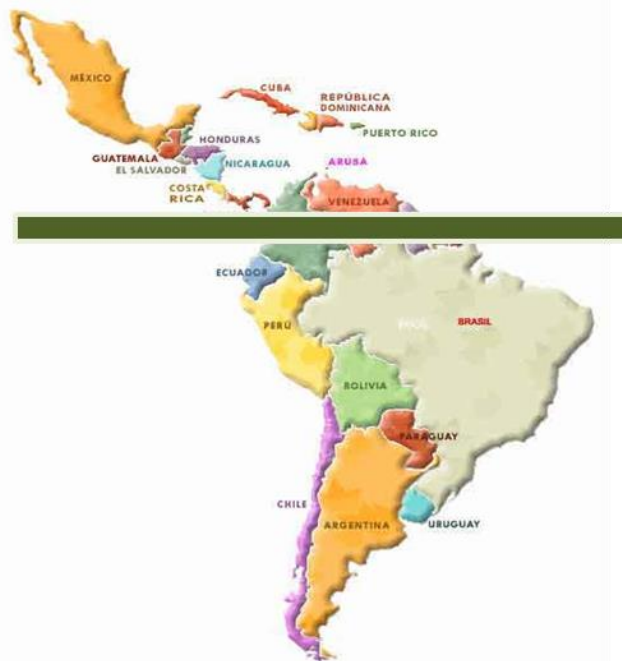 MÉXICO
CUBA
REPÚBLICA
DOMINICANA
PUERTO RICO
HONDURAS
GUATEMALA
EL SALVADOR
NICARAGUA
ARUBA
COSTA
RICA
VENEZUELA
ECUADOR
PERÚ
BRASIL
BOLIVIA
PARAGUAY
CHILE
ARGENTINA
URUGUAY